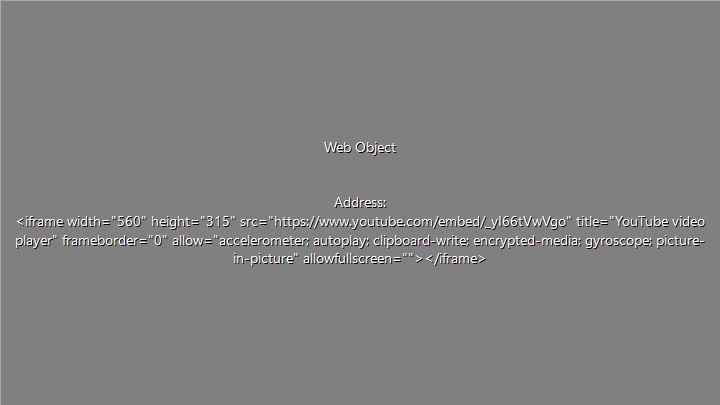 Web Object
Address:
<iframe width="560" height="315" src="https://www.youtube.com/embed/_yI66tVwVgo" title="YouTube video
player" frameborder="0" allow="accelerometer; autoplay; clipboard-write; encrypted-media; gyroscope; picture-
in-picture" allowfullscreen=""></iframe>